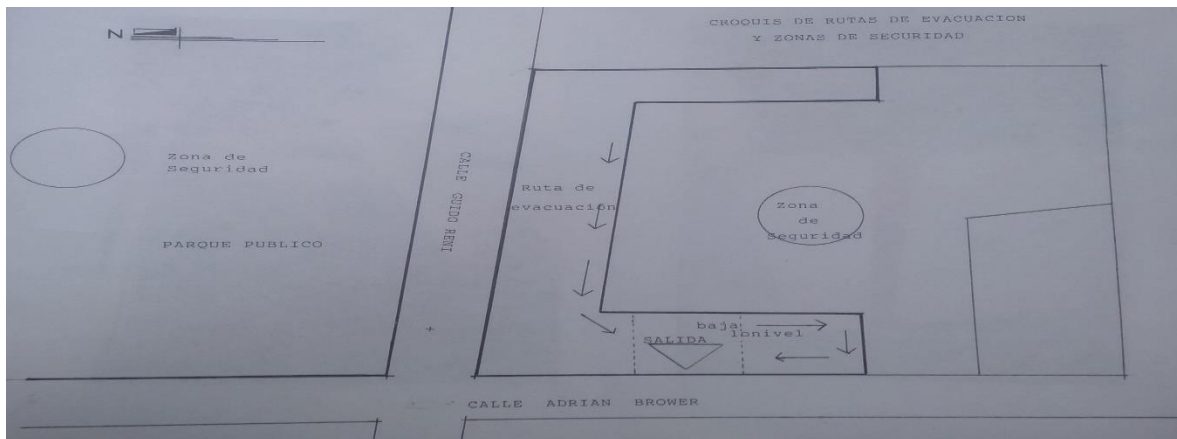 CROQUIS DE RUTAS DE EVACUACION
Y ZONAS DE SEGURIDAD
N
Zona de
Seguridad
PARQUE PUBLICO
CALLE GUIDO RENI
Ruta de
evacuación
Zona
de
Seguridad
baja
1onivel
SALIDA
CALLE ADRIAN BROWER